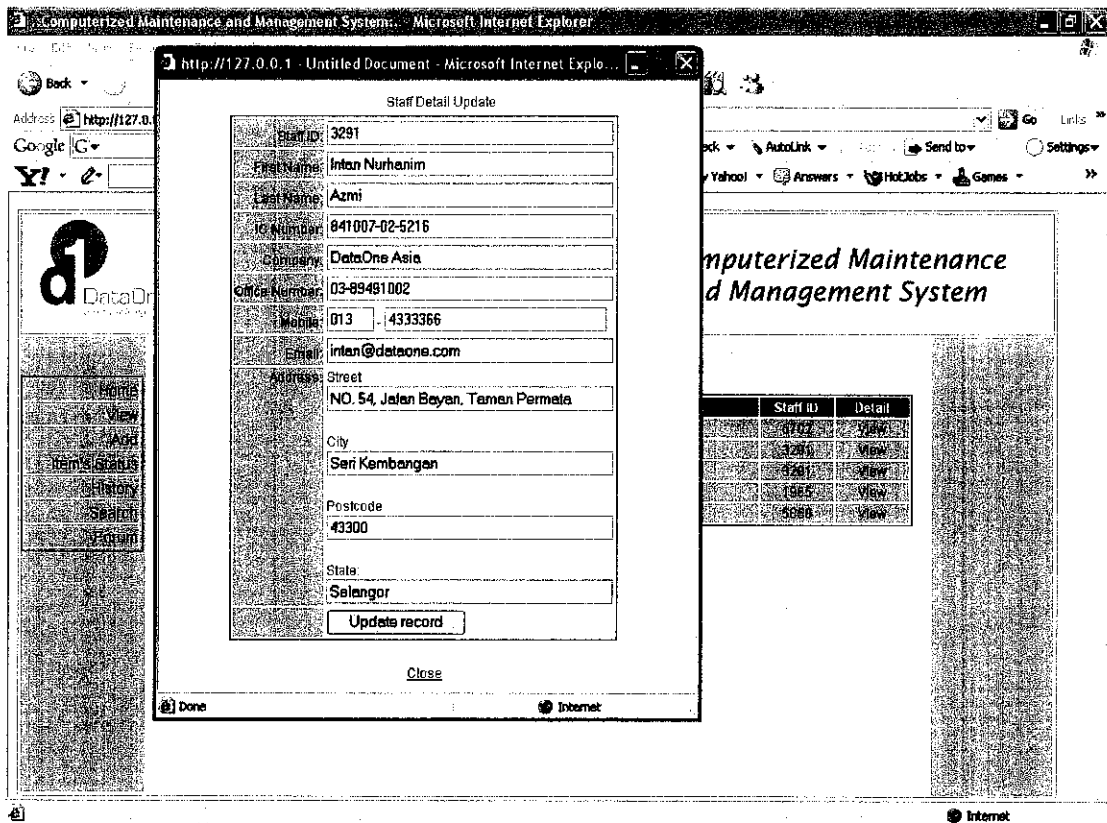 .:Computerized Maintenance and Management System:.. Microsoft Internet Explorer
http://127.0.0.1 - Untitled Document - Microsoft Internet Explo...
Back
Address http://127.0.
Go Links »
Google G
AutoLink Send to Settings
Y!
Yahoo! Answers HotJobs Games »
Staff Detail Update
Staff ID: 3291
First Name: Intan Nurhanim
Last Name: Azmi
IC Number: 841007-02-5216
Company: DataOne Asia
Office Number: 03-89491002
Mobile: 013 - 4333366
Email: intan@dataone.com
Address: Street
NO. 54, Jalan Bayan, Taman Permata
City
Seri Kembangan
Postcode
43300
State:
Selangor
Update record
Close
Done Internet
d1 DataOn
mputerized Maintenance
d Management System
Home
View
Add
Item's Status
History
Search
Forum
Staff ID Detail
View
3291 View
3291 View
View
View
Internet